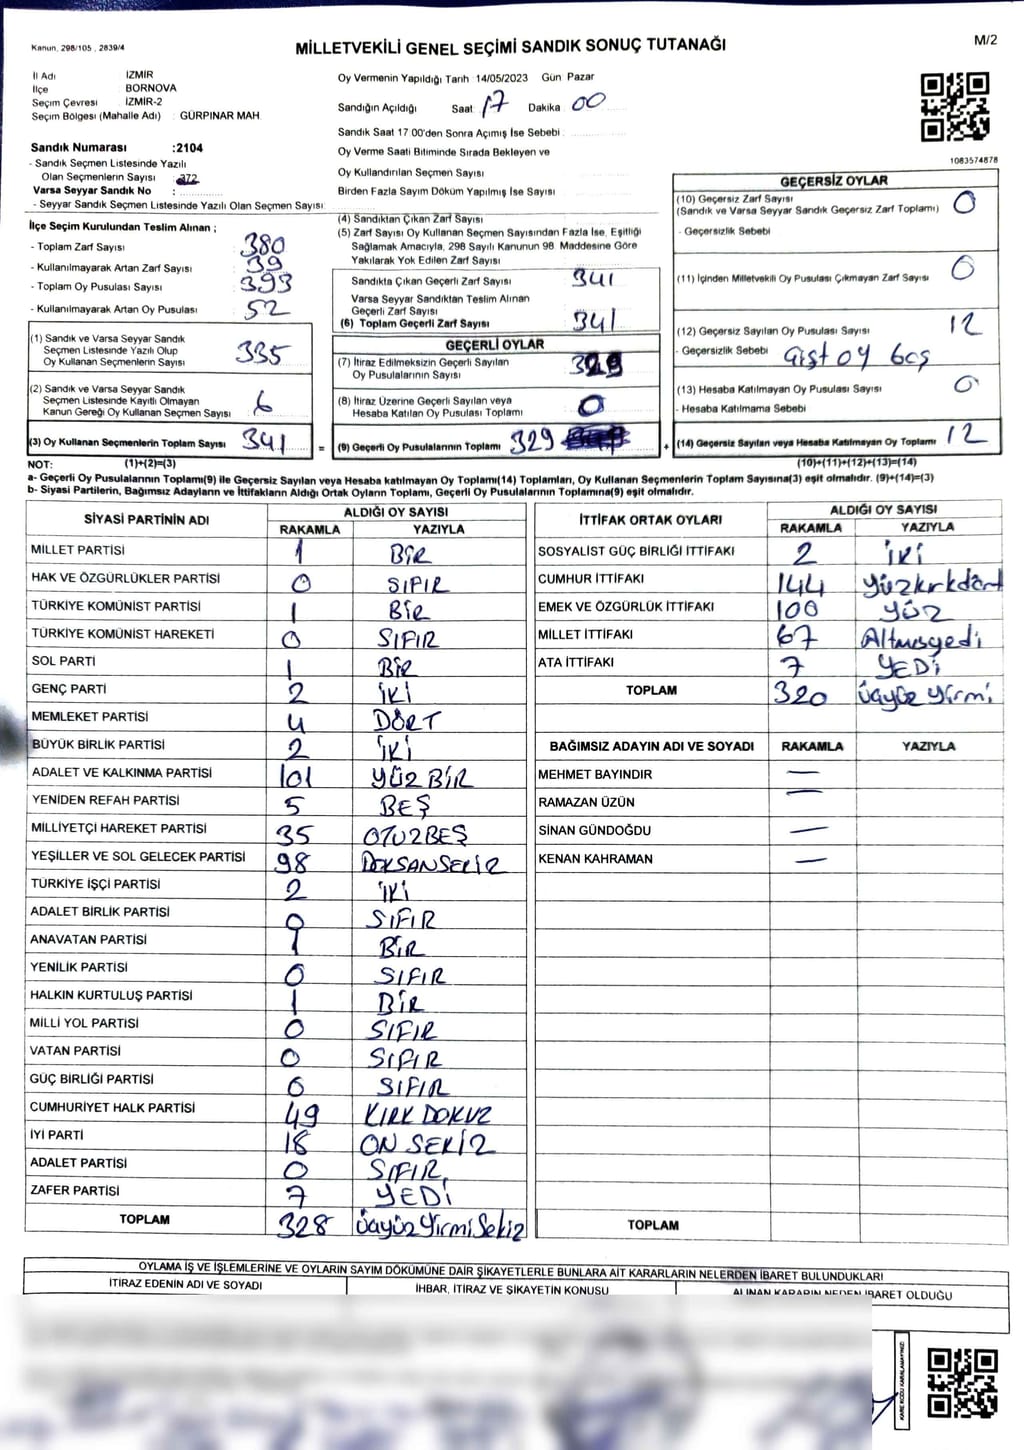 Kanun, 298/105 , 2839/4
MİLLETVEKİLİ GENEL SEÇİMİ SANDIK SONUÇ TUTANAĞI
M/2
İl Adı : İZMİR
İlçe : BORNOVA
Seçim Çevresi : İZMİR-2
Seçim Bölgesi (Mahalle Adı) : GÜRPINAR MAH.
Oy Vermenin Yapıldığı Tarih 14/05/2023 Gün Pazar
Sandığın Açıldığı Saat: 17 Dakika : 00
Sandık Saat 17 00'den Sonra Açımış İse Sebebi :
Oy Verme Saati Bitiminde Sırada Bekleyen ve
Oy Kullandırılan Seçmen Sayısı
Birden Fazla Sayım Döküm Yapılmış İse Sayısı
1083574878
Sandık Numarası :2104
- Sandık Seçmen Listesinde Yazılı
Olan Seçmenlerin Sayısı : 372
Varsa Seyyar Sandık No :
- Seyyar Sandık Seçmen Listesinde Yazılı Olan Seçmen Sayısı :
İlçe Seçim Kurulundan Teslim Alınan ;
- Toplam Zarf Sayısı : 380
- Kullanılmayarak Artan Zarf Sayısı : 39
- Toplam Oy Pusulası Sayısı : 393
- Kullanılmayarak Artan Oy Pusulası : 52
(1) Sandık ve Varsa Seyyar Sandık
Seçmen Listesinde Yazılı Olup
Oy Kullanan Seçmenlerin Sayısı : 335
(2) Sandık ve Varsa Seyyar Sandık
Seçmen Listesinde Kayıtlı Olmayan
Kanun Gereği Oy Kullanan Seçmen Sayısı : 6
(3) Oy Kullanan Seçmenlerin Toplam Sayısı : 341 =
(4) Sandıktan Çıkan Zarf Sayısı
(5) Zarf Sayısı Oy Kullanan Seçmen Sayısından Fazla İse, Eşitliği
Sağlamak Amacıyla, 298 Sayılı Kanunun 98. Maddesine Göre
Yakılarak Yok Edilen Zarf Sayısı :
Sandıkta Çıkan Geçerli Zarf Sayısı : 341
Varsa Seyyar Sandıktan Teslim Alınan
Geçerli Zarf Sayısı :
(6) Toplam Geçerli Zarf Sayısı : 341
GEÇERLİ OYLAR
(7) İtiraz Edilmeksizin Geçerli Sayılan
Oy Pusulalarının Sayısı : 329
(8) İtiraz Üzerine Geçerli Sayılan veya
Hesaba Katılan Oy Pusulası Toplamı : 0
(9) Geçerli Oy Pusulalarının Toplamı : 329 +
GEÇERSİZ OYLAR
(10) Geçersiz Zarf Sayısı
(Sandık ve Varsa Seyyar Sandık Geçersiz Zarf Toplamı) : 0
- Geçersizlik Sebebi :
(11) İçinden Milletvekili Oy Pusulası Çıkmayan Zarf Sayısı : 0
(12) Geçersiz Sayılan Oy Pusulası Sayısı : 12
- Geçersizlik Sebebi :
(13) Hesaba Katılmayan Oy Pusulası Sayısı : 0
- Hesaba Katılmama Sebebi :
(14) Geçersiz Sayılan veya Hesaba Katılmayan Oy Toplamı : 12
NOT: (1)+(2)=(3) (10)+(11)+(12)+(13)=(14)
a- Geçerli Oy Pusulalarının Toplamı(9) ile Geçersiz Sayılan veya Hesaba katılmayan Oy Toplamı(14) Toplamları, Oy Kullanan Seçmenlerin Toplam Sayısına(3) eşit olmalıdır. (9)+(14)=(3)
b- Siyasi Partilerin, Bağımsız Adayların ve İttifakların Aldığı Ortak Oyların Toplamı, Geçerli Oy Pusulalarının Toplamına(9) eşit olmalıdır.
SİYASİ PARTİNİN ADI ALDIĞI OY SAYISI
RAKAMLA YAZIYLA
MİLLET PARTİSİ 1 BİR
HAK VE ÖZGÜRLÜKLER PARTİSİ 0 SIFIR
TÜRKİYE KOMÜNİST PARTİSİ 1 BİR
TÜRKİYE KOMÜNİST HAREKETİ 0 SIFIR
SOL PARTİ 1 BİR
GENÇ PARTİ 2 İKİ
MEMLEKET PARTİSİ 4 DÖRT
BÜYÜK BİRLİK PARTİSİ 2 İKİ
ADALET VE KALKINMA PARTİSİ 101 YÜZ BİR
YENİDEN REFAH PARTİSİ 5 BEŞ
MİLLİYETÇİ HAREKET PARTİSİ 35 OTUZBEŞ
YEŞİLLER VE SOL GELECEK PARTİSİ 98 DOKSANSEKİZ
TÜRKİYE İŞÇİ PARTİSİ 2 İKİ
ADALET BİRLİK PARTİSİ 0 SIFIR
ANAVATAN PARTİSİ 1 BİR
YENİLİK PARTİSİ 0 SIFIR
HALKIN KURTULUŞ PARTİSİ 1 BİR
MİLLİ YOL PARTİSİ 0 SIFIR
VATAN PARTİSİ 0 SIFIR
GÜÇ BİRLİĞİ PARTİSİ 0 SIFIR
CUMHURİYET HALK PARTİSİ 49 KIRK DOKUZ
İYİ PARTİ 18 ON SEKİZ
ADALET PARTİSİ 0 SIFIR
ZAFER PARTİSİ 7 YEDİ
TOPLAM 328 üçyüz YirmiSekiz
İTTİFAK ORTAK OYLARI ALDIĞI OY SAYISI
RAKAMLA YAZIYLA
SOSYALİST GÜÇ BİRLİĞİ İTTİFAKI 2 İKİ
CUMHUR İTTİFAKI 144 Yüzkırkdört
EMEK VE ÖZGÜRLÜK İTTİFAKI 100 YÜZ
MİLLET İTTİFAKI 67 Altmışyedi
ATA İTTİFAKI 7 YEDİ
TOPLAM 320 üçyüz yirmi
BAĞIMSIZ ADAYIN ADI VE SOYADI RAKAMLA YAZIYLA
MEHMET BAYINDIR —
RAMAZAN ÜZÜN —
SİNAN GÜNDOĞDU —
KENAN KAHRAMAN —
TOPLAM
OYLAMA İŞ VE İŞLEMLERİNE VE OYLARIN SAYIM DÖKÜMÜNE DAİR ŞİKAYETLERLE BUNLARA AİT KARARLARIN NELERDEN İBARET BULUNDUKLARI
İTİRAZ EDENİN ADI VE SOYADI İHBAR, İTİRAZ VE ŞİKAYETİN KONUSU ALINAN KARARIN NEDEN İBARET OLDUĞU
KARE KODU KARALAMAYINIZ!